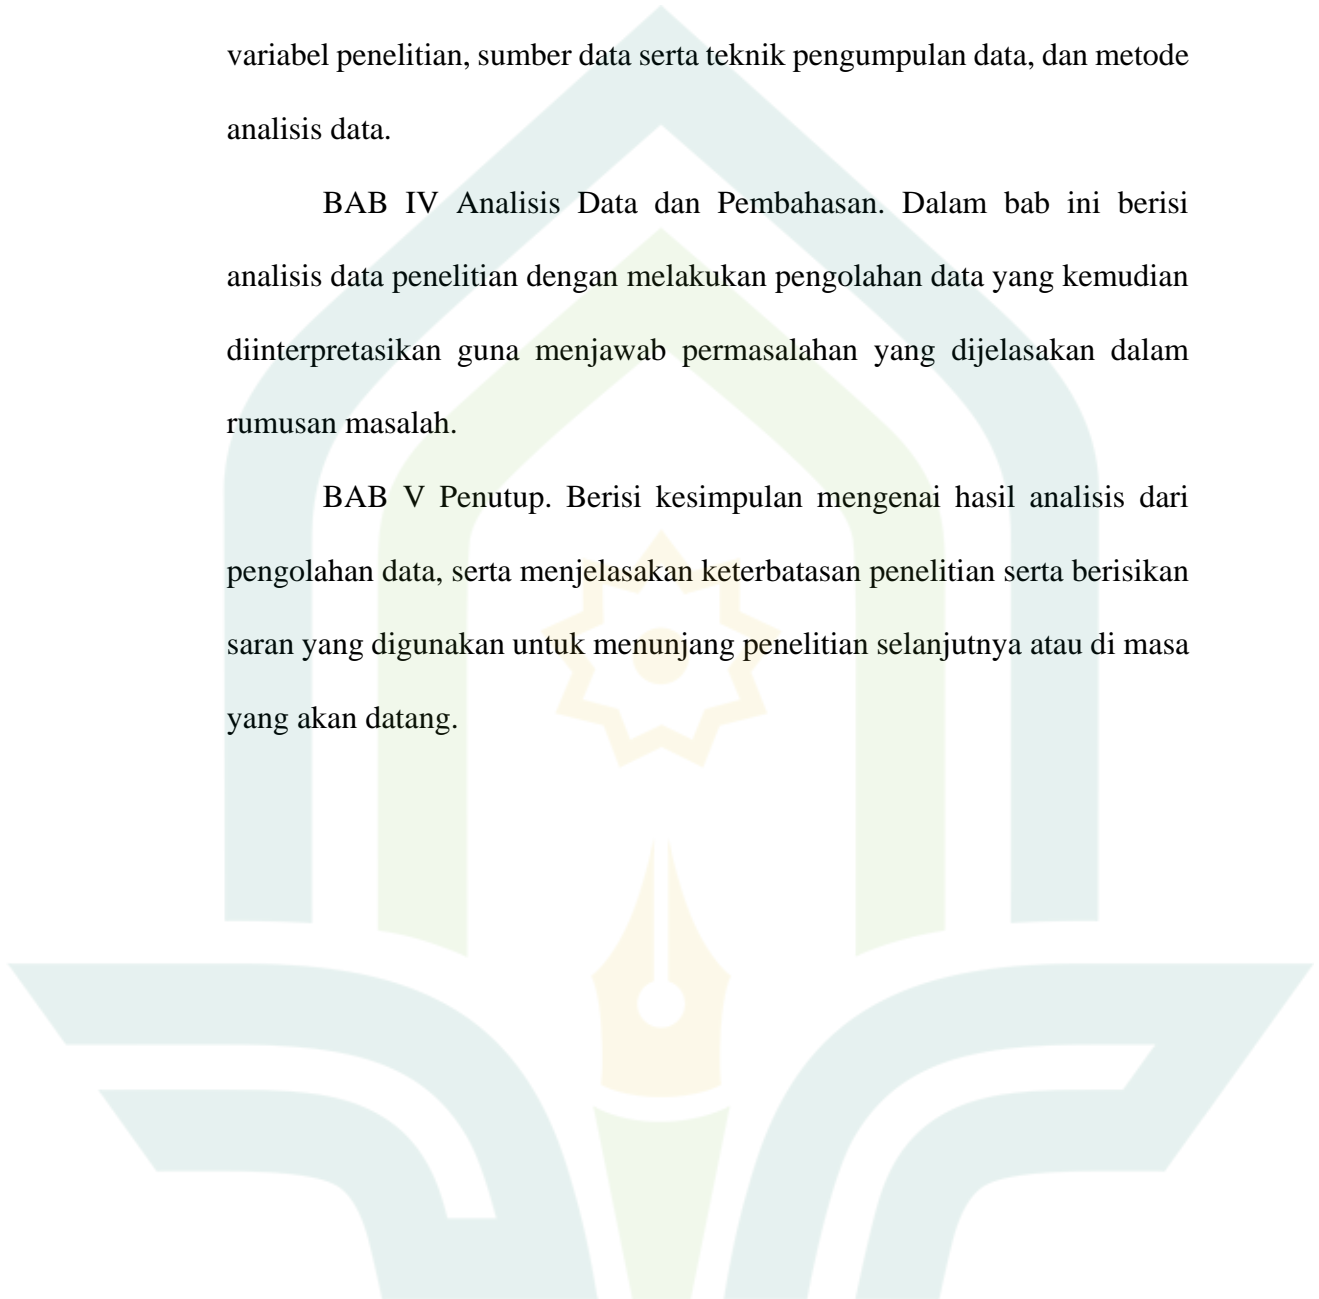 variabel penelitian, sumber data serta teknik pengumpulan data, dan metode
analisis data.
BAB IV Analisis Data dan Pembahasan. Dalam bab ini berisi
analisis data penelitian dengan melakukan pengolahan data yang kemudian
diinterpretasikan guna menjawab permasalahan yang dijelasakan dalam
rumusan masalah.
BAB V Penutup. Berisi kesimpulan mengenai hasil analisis dari
pengolahan data, serta menjelasakan keterbatasan penelitian serta berisikan
saran yang digunakan untuk menunjang penelitian selanjutnya atau di masa
yang akan datang.